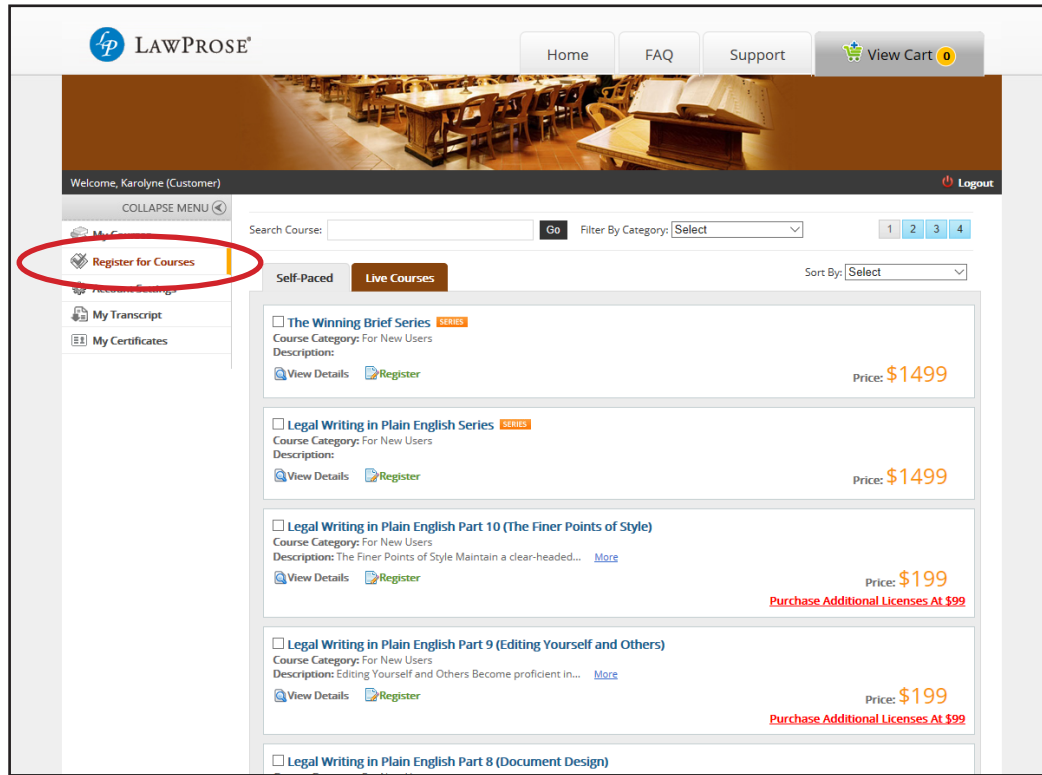 LP LAWPROSE®
Home FAQ Support View Cart 0
Welcome, Karolyne (Customer) Logout
COLLAPSE MENU
My Courses
Register for Courses
Account Settings
My Transcript
My Certificates
Search Course: Go Filter By Category: Select 1 2 3 4
Self-Paced Live Courses Sort By: Select
The Winning Brief Series SERIES
Course Category: For New Users
Description:
View Details Register Price: $1499
Legal Writing in Plain English Series SERIES
Course Category: For New Users
Description:
View Details Register Price: $1499
Legal Writing in Plain English Part 10 (The Finer Points of Style)
Course Category: For New Users
Description: The Finer Points of Style Maintain a clear-headed... More
View Details Register Price: $199
Purchase Additional Licenses At $99
Legal Writing in Plain English Part 9 (Editing Yourself and Others)
Course Category: For New Users
Description: Editing Yourself and Others Become proficient in... More
View Details Register Price: $199
Purchase Additional Licenses At $99
Legal Writing in Plain English Part 8 (Document Design)